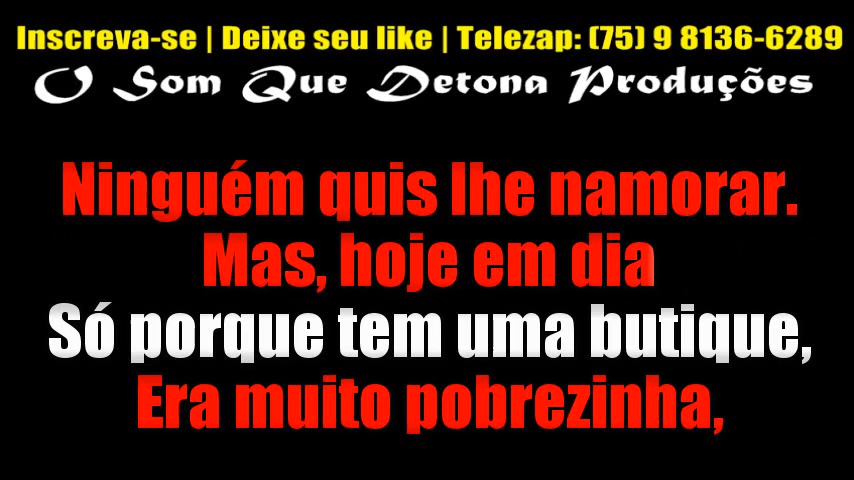 Inscreva-se | Deixe seu like | Telezap: (75) 9 8136-6289
O Som Que Detona Produções
Ninguém quis lhe namorar.
Mas, hoje em dia
Só porque tem uma butique,
Era muito pobrezinha,